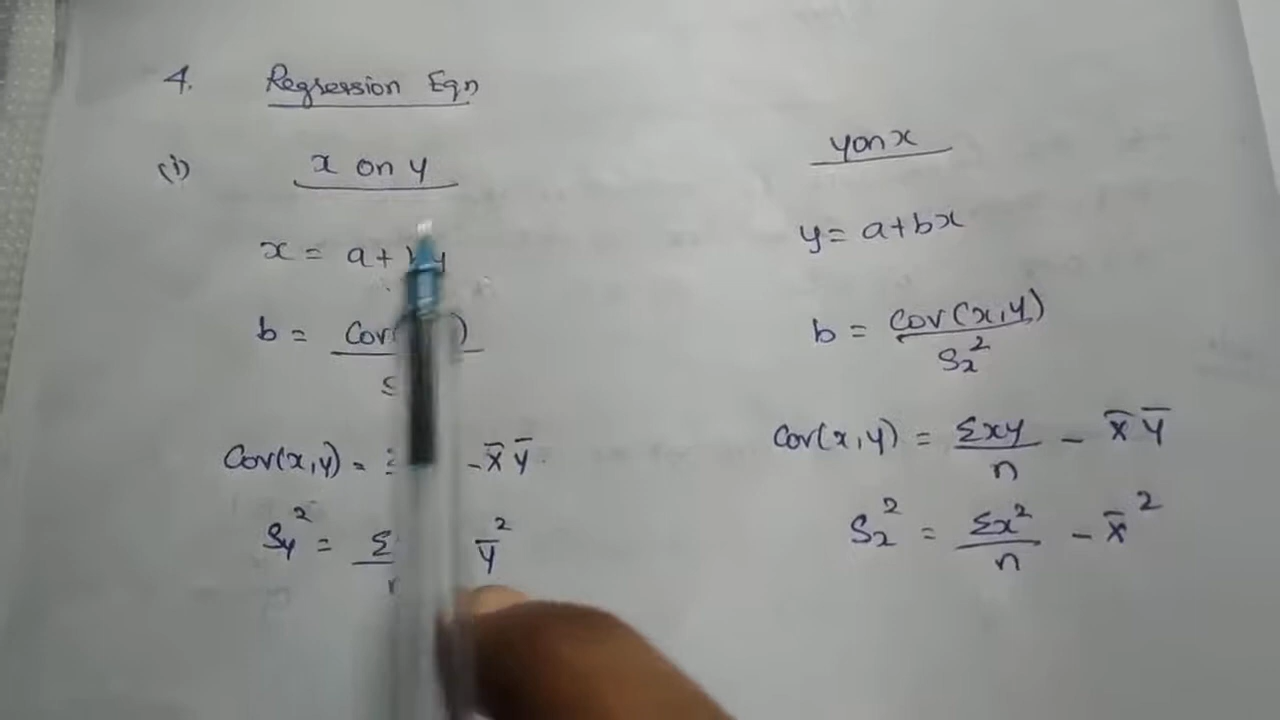 4. Regression Eqn
(i) x on y
x = a +
b = Cov( )
Cov(x,y) = - x̄ ȳ
Sy² = Σ ȳ²
y on x
y = a + bx
b = Cov(x,y) / Sx²
Cov(x,y) = Σxy / n - x̄ ȳ
Sx² = Σx² / n - x̄²